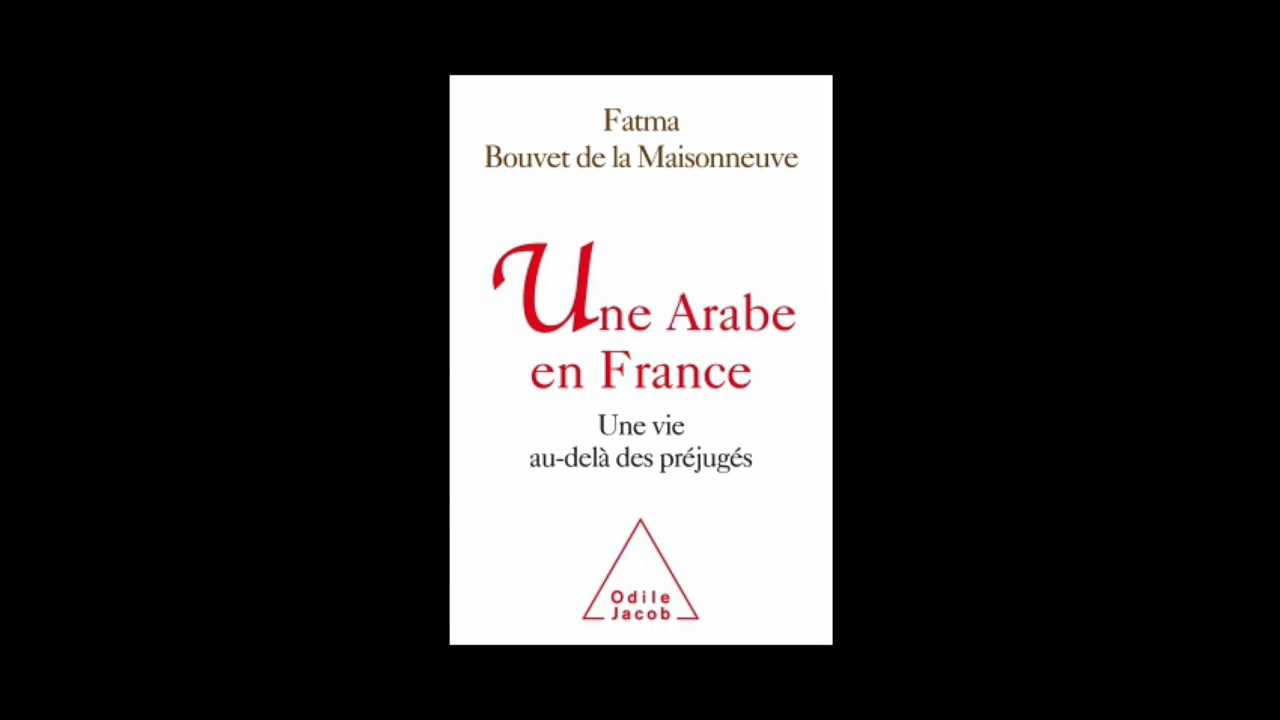 Fatma
Bouvet de la Maisonneuve
Une Arabe
en France
Une vie
au-delà des préjugés
Odile
Jacob